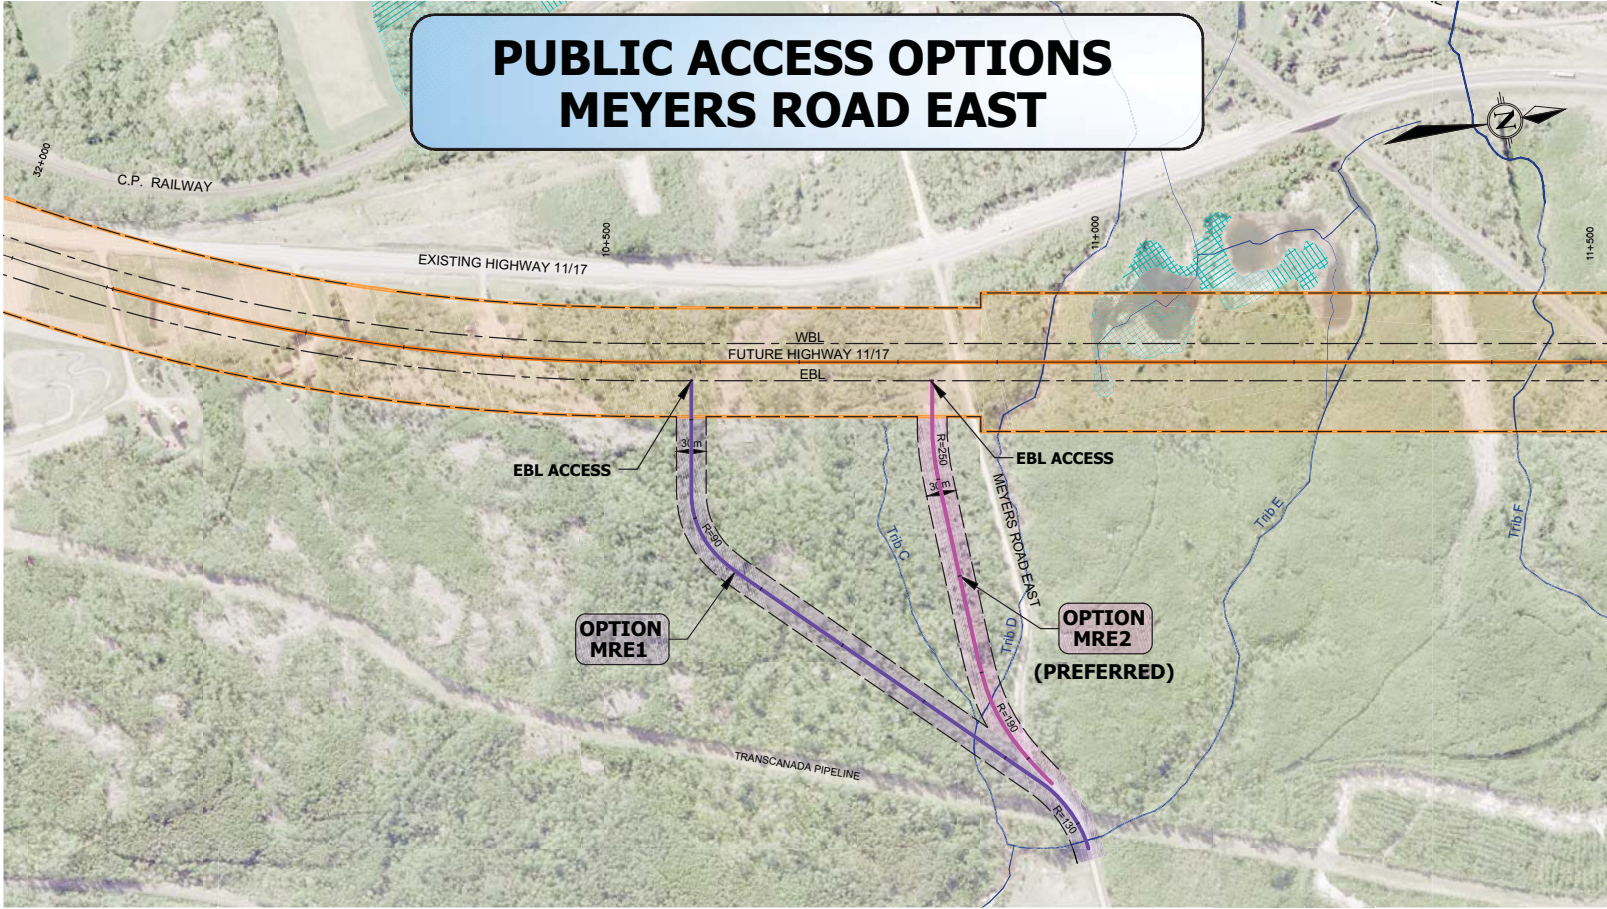 PUBLIC ACCESS OPTIONS
MEYERS ROAD EAST
N
32+000
C.P. RAILWAY
10+500
11+000
11+500
EXISTING HIGHWAY 11/17
WBL
FUTURE HIGHWAY 11/17
EBL
30m
R=250
EBL ACCESS
EBL ACCESS
MEYERS ROAD EAST
R=90
Trib C
Trib E
Trib F
OPTION
MRE1
OPTION
MRE2
(PREFERRED)
Trib D
R=190
TRANSCANADA PIPELINE
R=130